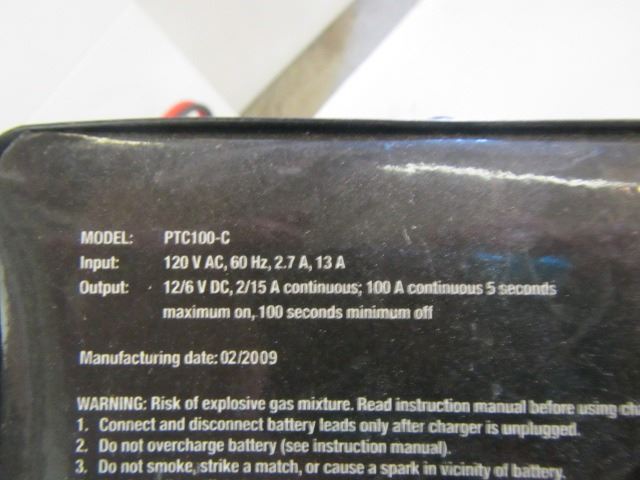 MODEL: PTC100-C
Input: 120 V AC, 60 Hz, 2.7 A, 13 A
Output: 12/6 V DC, 2/15 A continuous; 100 A continuous 5 seconds
maximum on, 100 seconds minimum off
Manufacturing date: 02/2009
WARNING: Risk of explosive gas mixture. Read instruction manual before using
1. Connect and disconnect battery leads only after charger is unplugged.
2. Do not overcharge battery (see instruction manual).
3. Do not smoke, strike a match, or cause a spark in vicinity of battery.